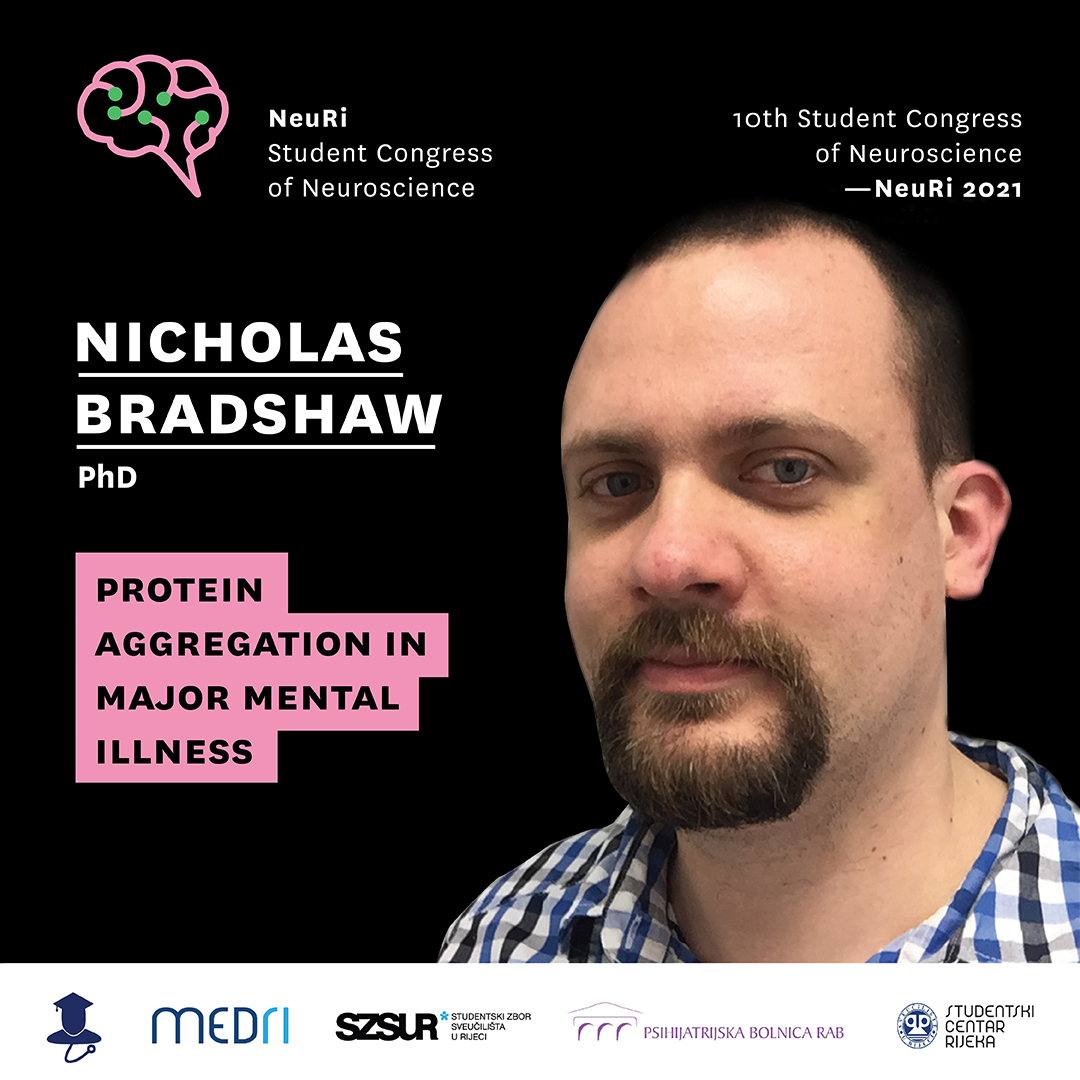 NeuRi
Student Congress
of Neuroscience
10th Student Congress
of Neuroscience
—NeuRi 2021
NICHOLAS
BRADSHAW
PhD
PROTEIN
AGGREGATION IN
MAJOR MENTAL
ILLNESS
MEDRI
SZSUR*
STUDENTSKI ZBOR
SVEUČILIŠTA
U RIJECI
PSIHIJATRIJSKA BOLNICA RAB
STUDENTSKI
CENTAR
RIJEKA